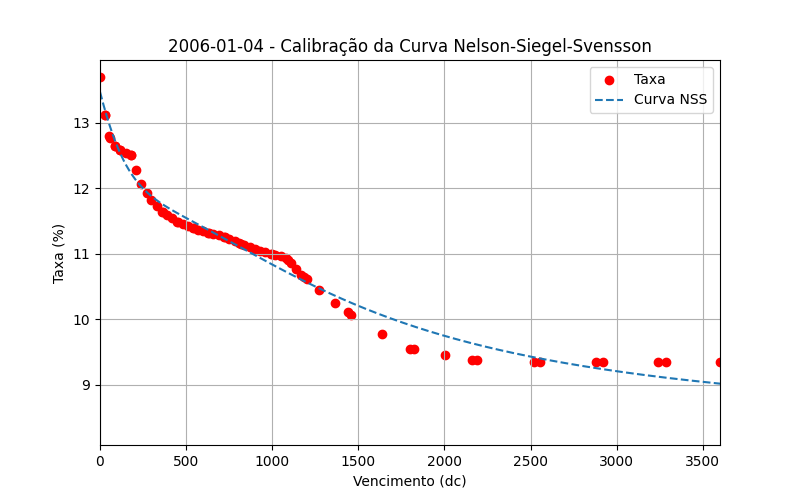 2006-01-04 - Calibração da Curva Nelson-Siegel-Svensson
Taxa
Curva NSS
13
12
11
10
9
Taxa (%)
0 500 1000 1500 2000 2500 3000 3500
Vencimento (dc)